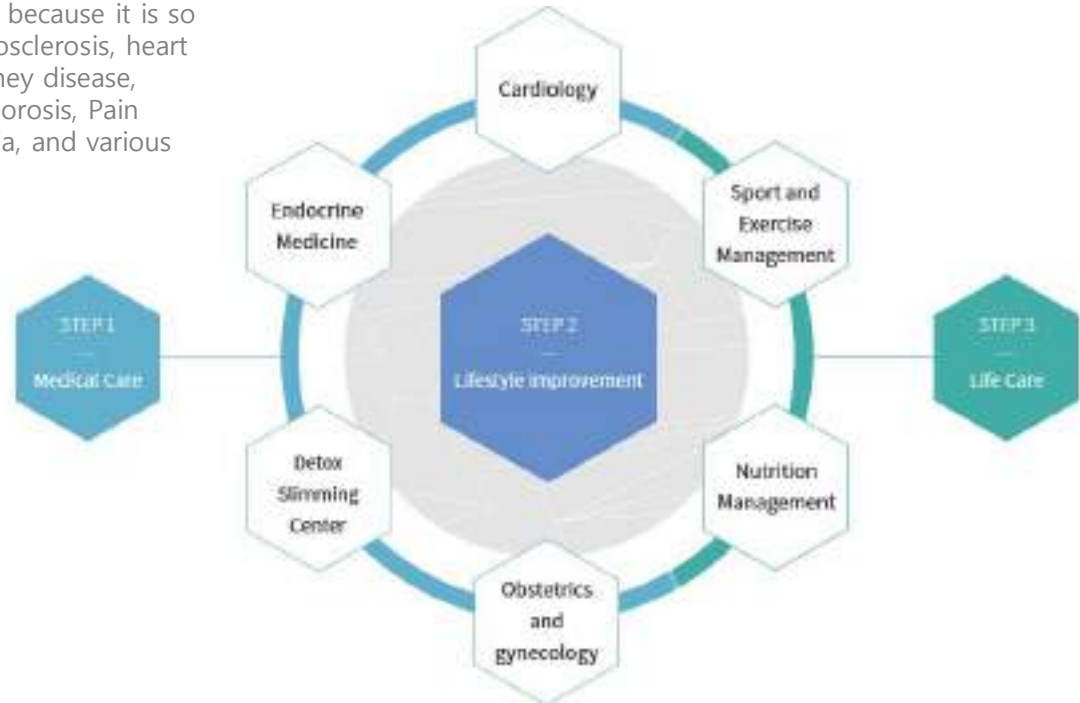 because it is so
osclerosis, heart
ney disease,
orosis, Pain
a, and various
Cardiology
Endocrine
Medicine
Sport and
Exercise
Management
STEP 1
Medical Care
STEP 2
Lifestyle improvement
STEP 3
Life Care
Detox
Slimming
Center
Nutrition
Management
Obstetrics
and
gynecology